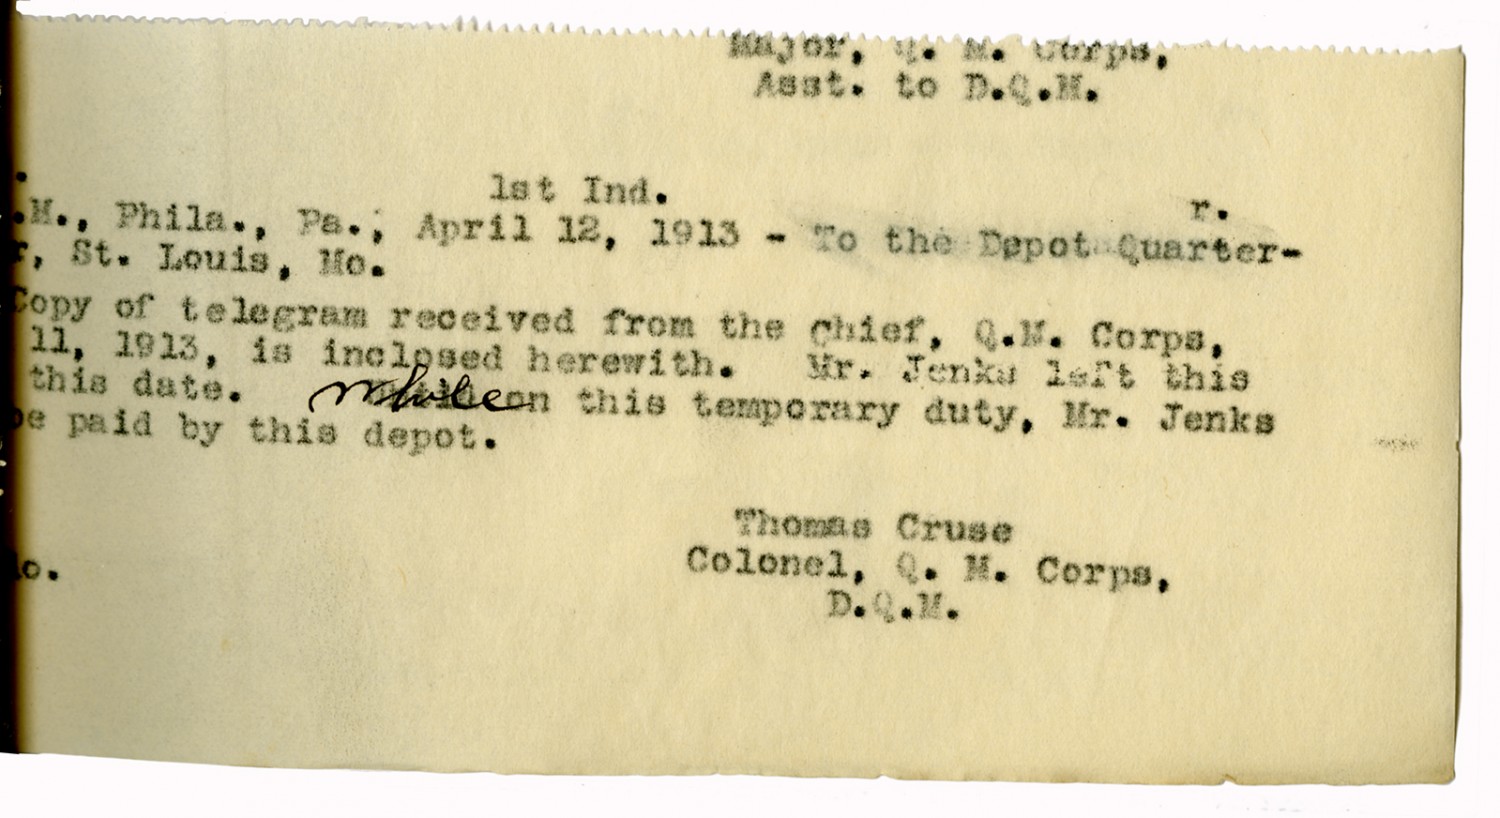 Major, Q. M. Corps,
Asst. to D.Q.M.
.
1st Ind.
r.
.M., Phila., Pa., April 12, 1913 - To the Depot Quarter-
r, St. Louis, Mo.
Copy of telegram received from the Chief, Q.M. Corps,
11, 1913, is inclosed herewith. Mr. Jenks left this
this date. While on this temporary duty, Mr. Jenks
be paid by this depot.
Thomas Cruse
Colonel, Q. M. Corps,
D.Q.M.
o.